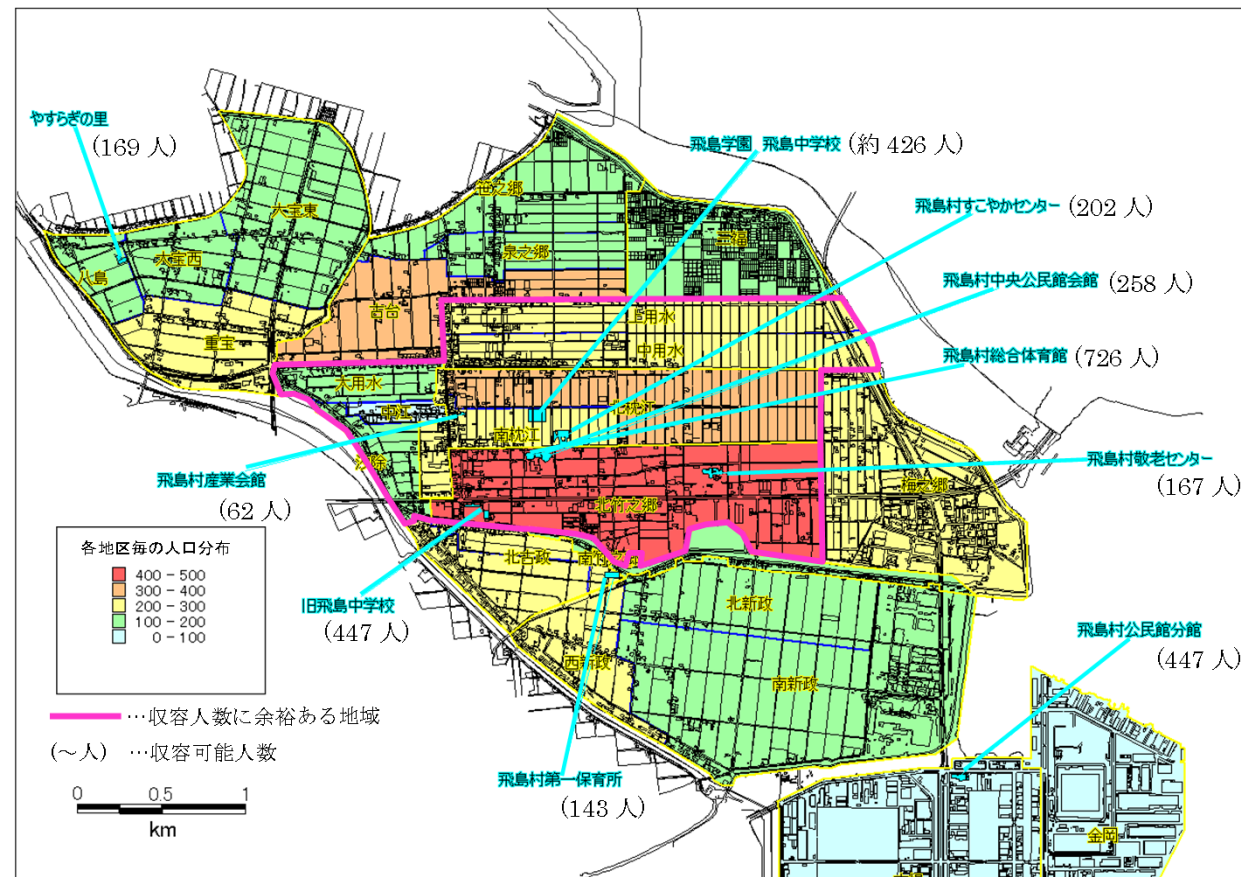 やすらぎの里
(169 人)
飛島学園 飛島中学校 (約 426 人)
飛島村すこやかセンター (202 人)
飛島村中央公民館会館 (258 人)
飛島村総合体育館 (726 人)
飛島村敬老センター
(167 人)
飛島村公民館分館
(447 人)
飛島村産業会館
(62 人)
旧飛島中学校
(447 人)
飛島村第一保育所
(143 人)
大宝東
大宝西
八島
重宝
笹之郷
泉之郷
三福
古台
上用水
中用水
大用水
北枕江
南枕江
梅之郷
北竹之郷
北古政
北新政
西新政
南新政
金岡
各地区毎の人口分布
400 − 500
300 − 400
200 − 300
100 − 200
0 − 100
…収容人数に余裕ある地域
(~人) …収容可能人数
0 0.5 1
km